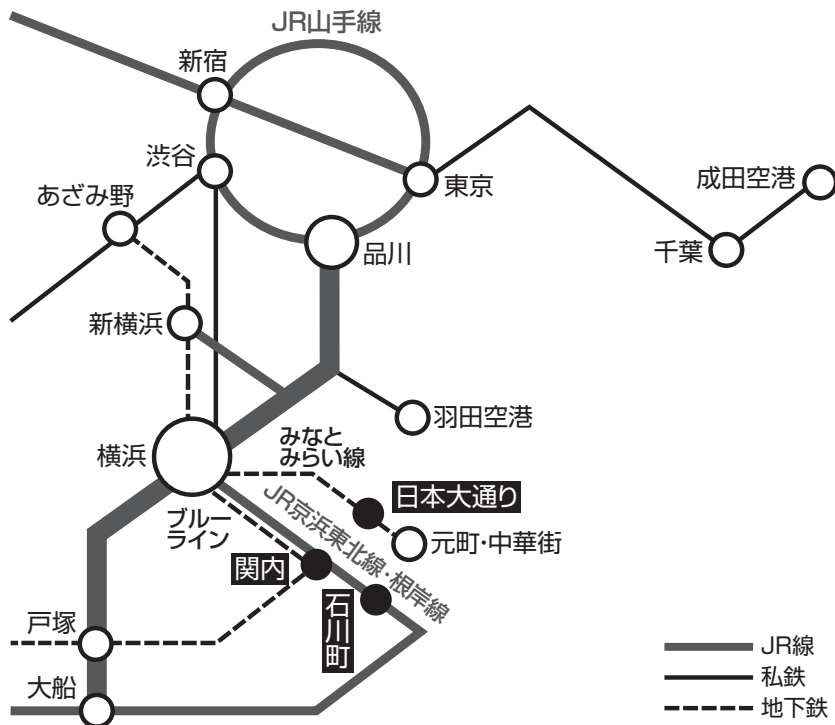 JR山手線
新宿
渋谷
東京
成田空港
あざみ野
品川
千葉
新横浜
羽田空港
横浜
みなと
みらい線
日本大通り
JR京浜東北線・根岸線
ブルー
ライン
元町・中華街
関内
石川町
戸塚
JR線
私鉄
大船
地下鉄